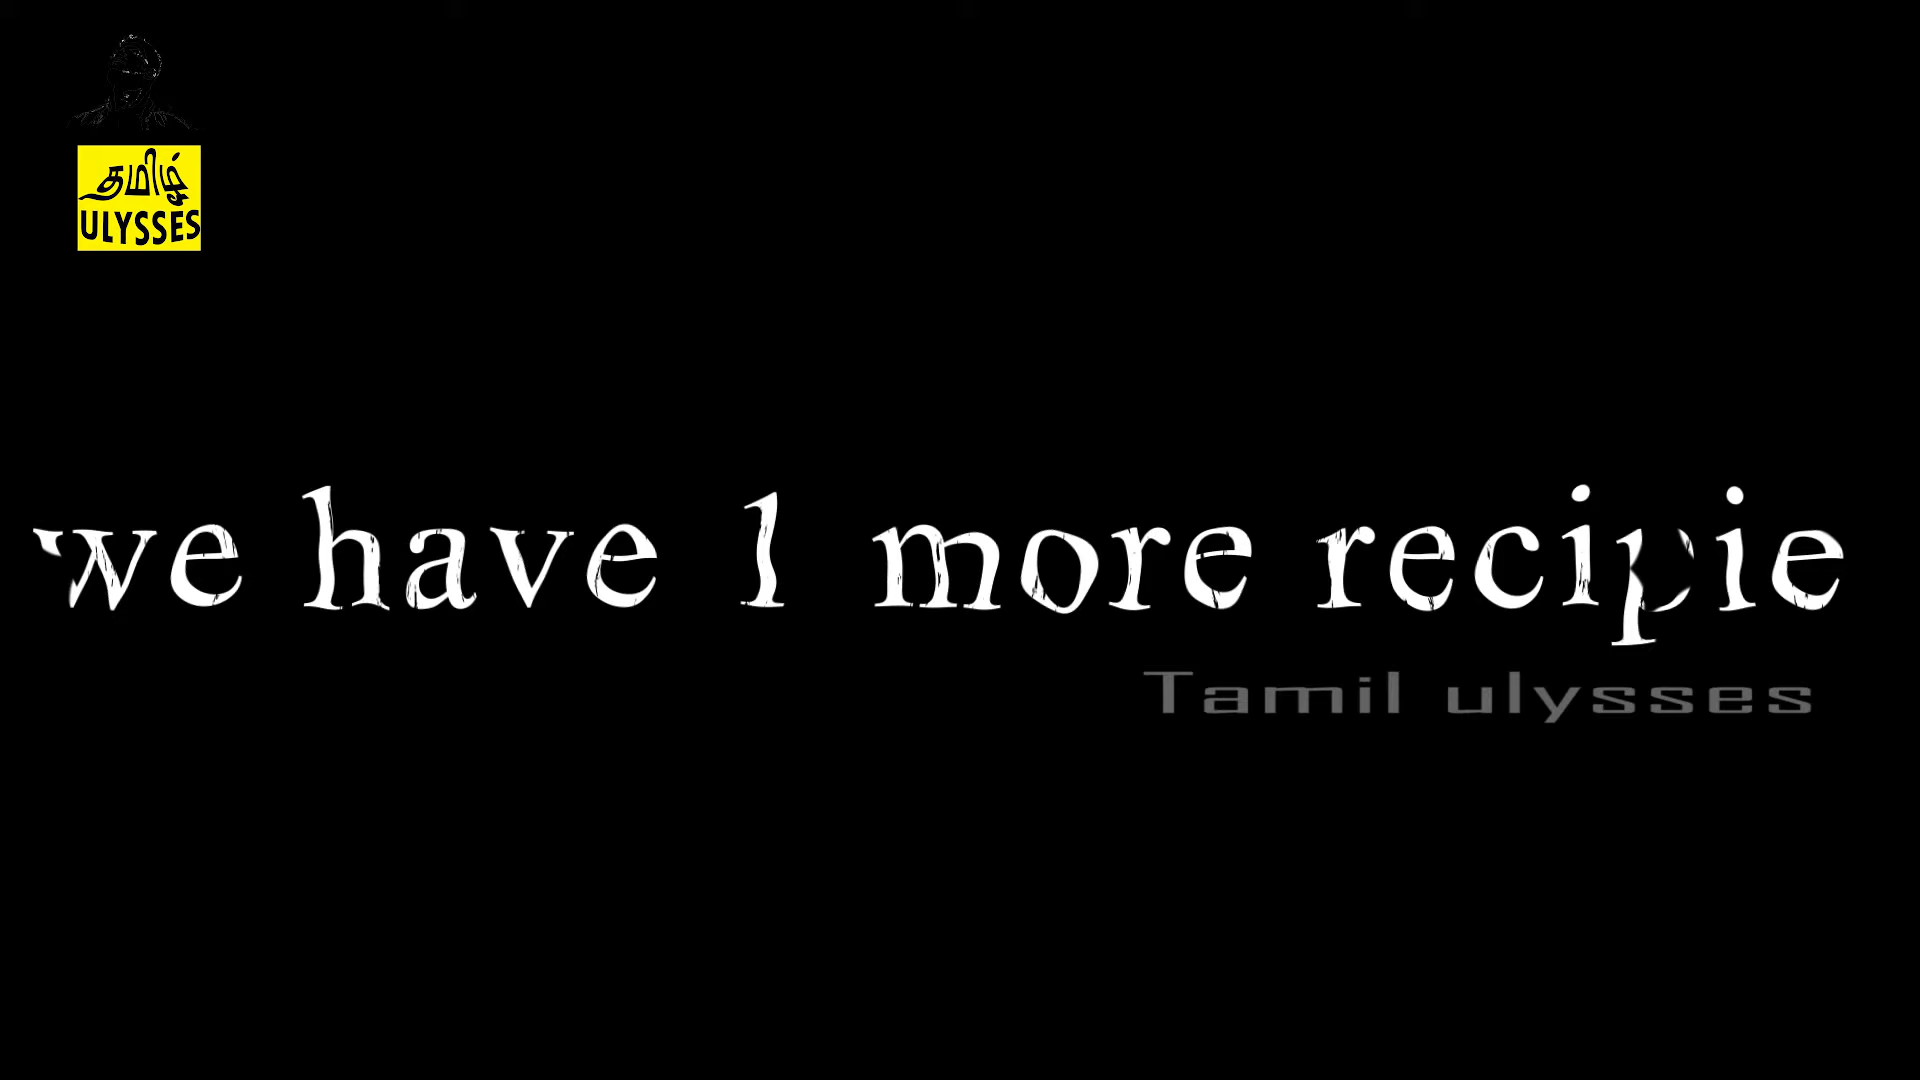 தமிழ்
ULYSSES
we have 1 more recipie
Tamil ulysses